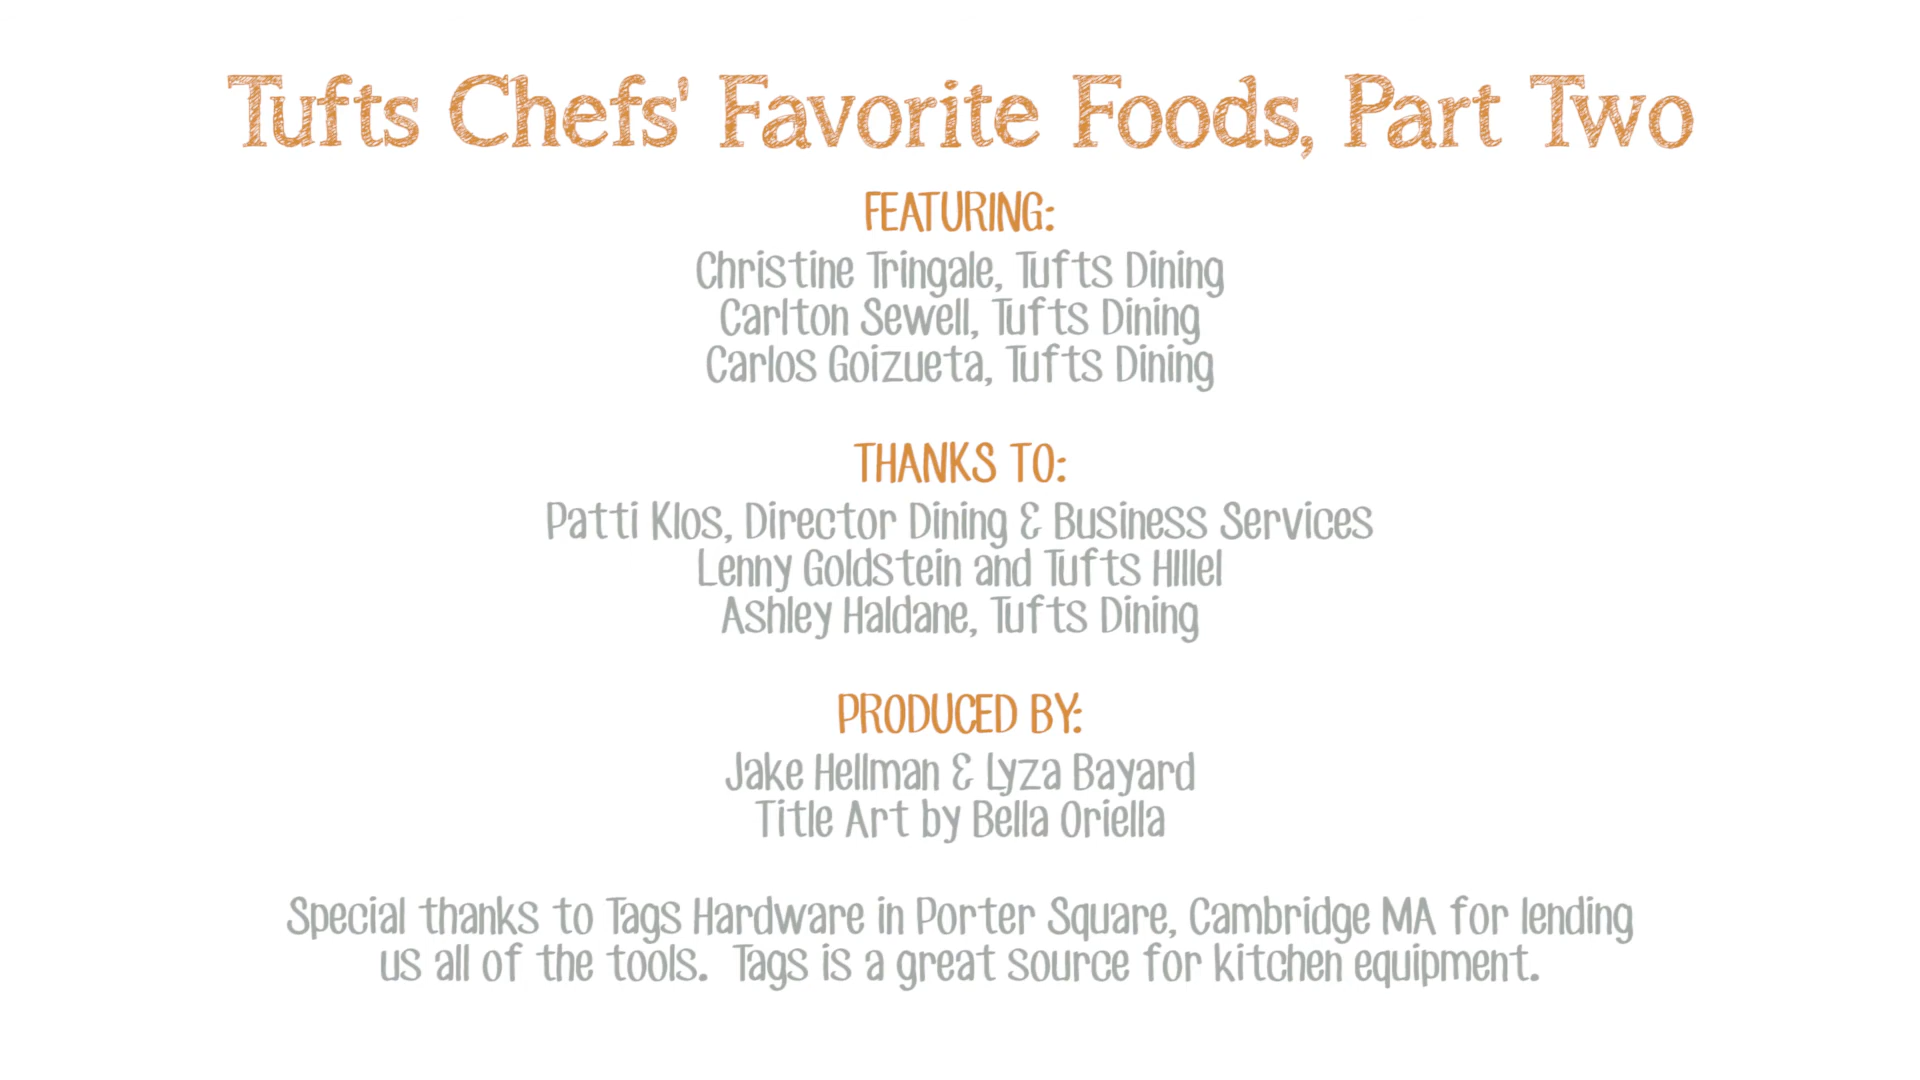 Tufts Chefs' Favorite Foods, Part Two
FEATURING:
Christine Tringale, Tufts Dining
Carlton Sewell, Tufts Dining
Carlos Goizueta, Tufts Dining
THANKS TO:
Patti Klos, Director Dining & Business Services
Lenny Goldstein and Tufts HIllel
Ashley Haldane, Tufts Dining
PRODUCED BY:
Jake Hellman & Lyza Bayard
Title Art by Bella Oriella
Special thanks to Tags Hardware in Porter Square, Cambridge MA for lending
us all of the tools.  Tags is a great source for kitchen equipment.